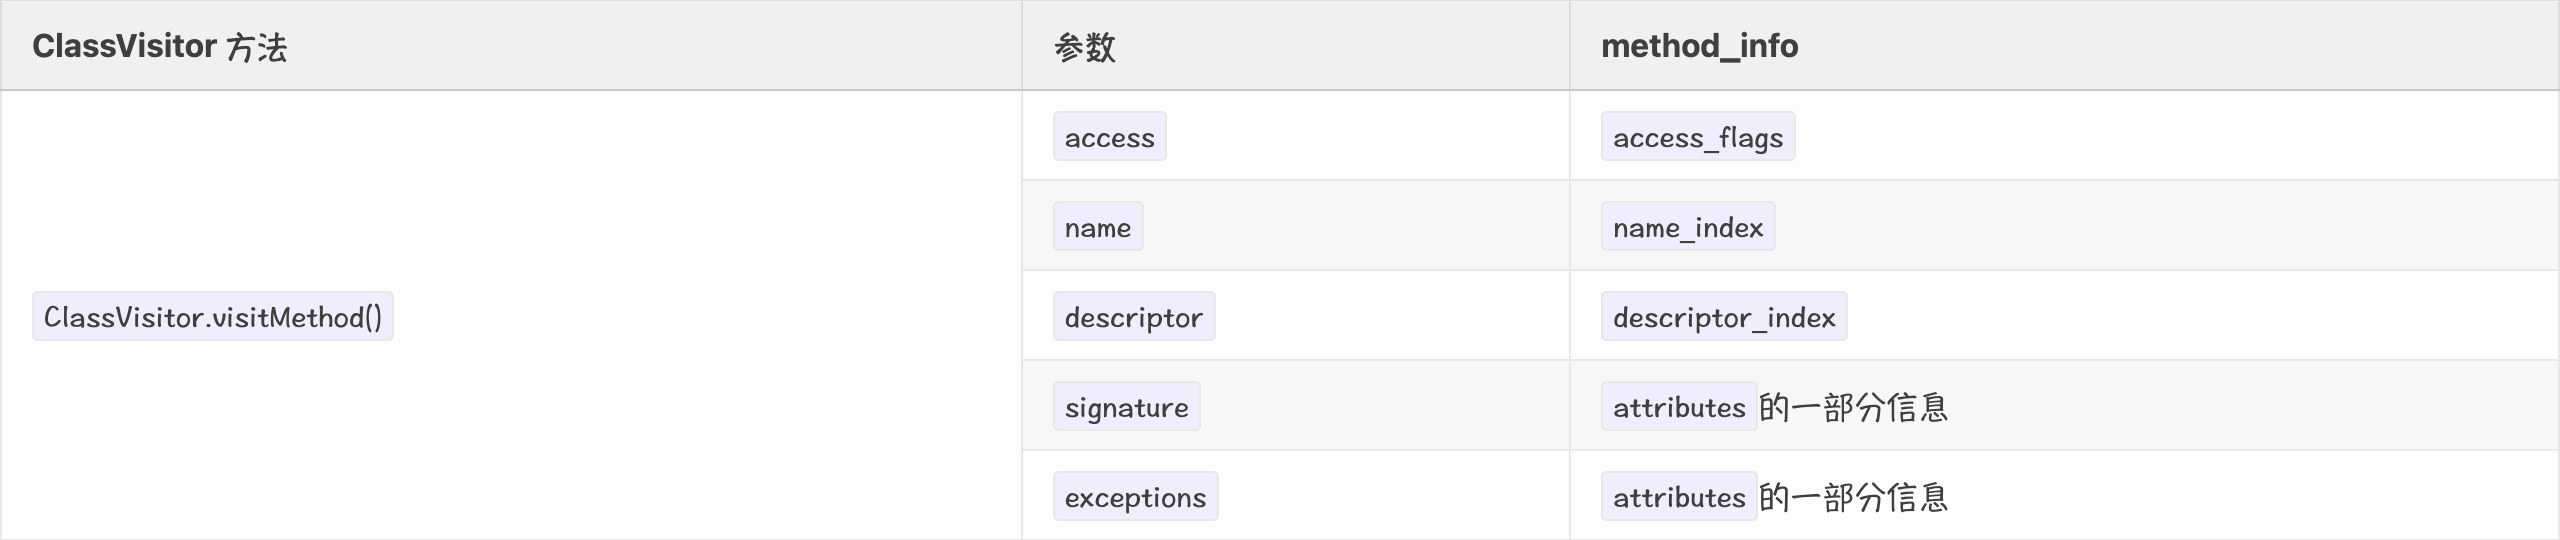 ClassVisitor 方法 参数 method_info
access access_flags
name name_index
ClassVisitor.visitMethod() descriptor descriptor_index
signature attributes 的一部分信息
exceptions attributes 的一部分信息